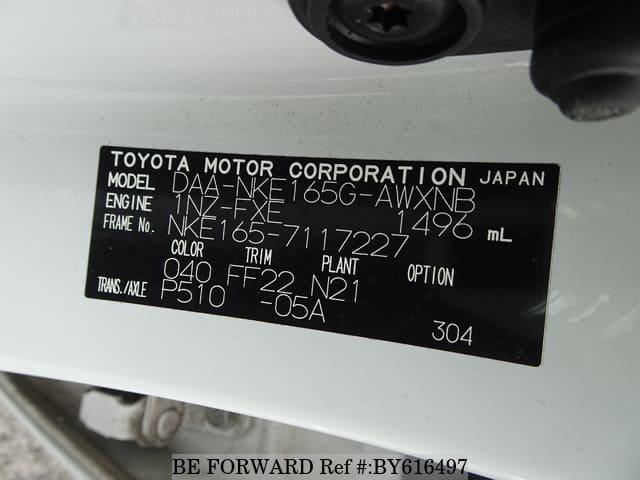 TOYOTA MOTOR CORPORATION JAPAN
MODEL DAA-NKE165G-AWXNB
ENGINE 1NZ-FXE 1496 mL
FRAME No. NKE165-7117227
COLOR TRIM PLANT OPTION
040 FF22 N21
TRANS./AXLE P510 -05A
304
BE FORWARD Ref #:BY616497